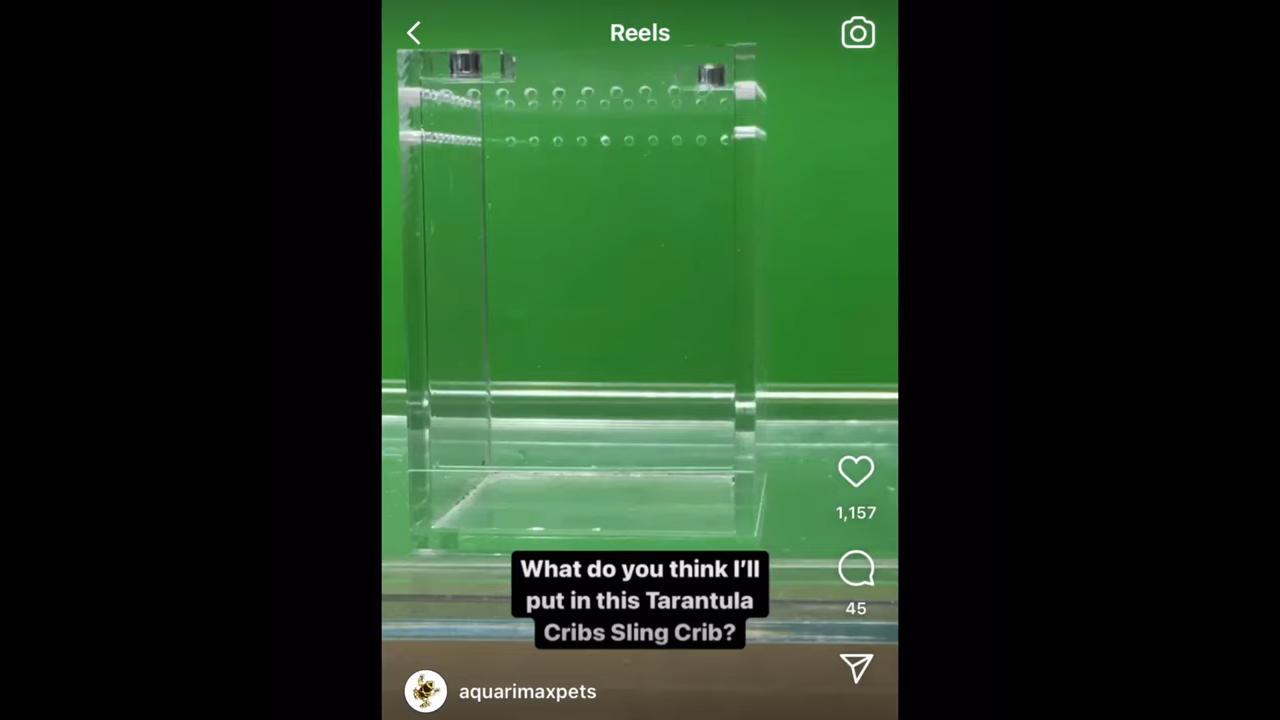 Reels
What do you think I’ll
put in this Tarantula
Cribs Sling Crib?
1,157
45
aquarimaxpets